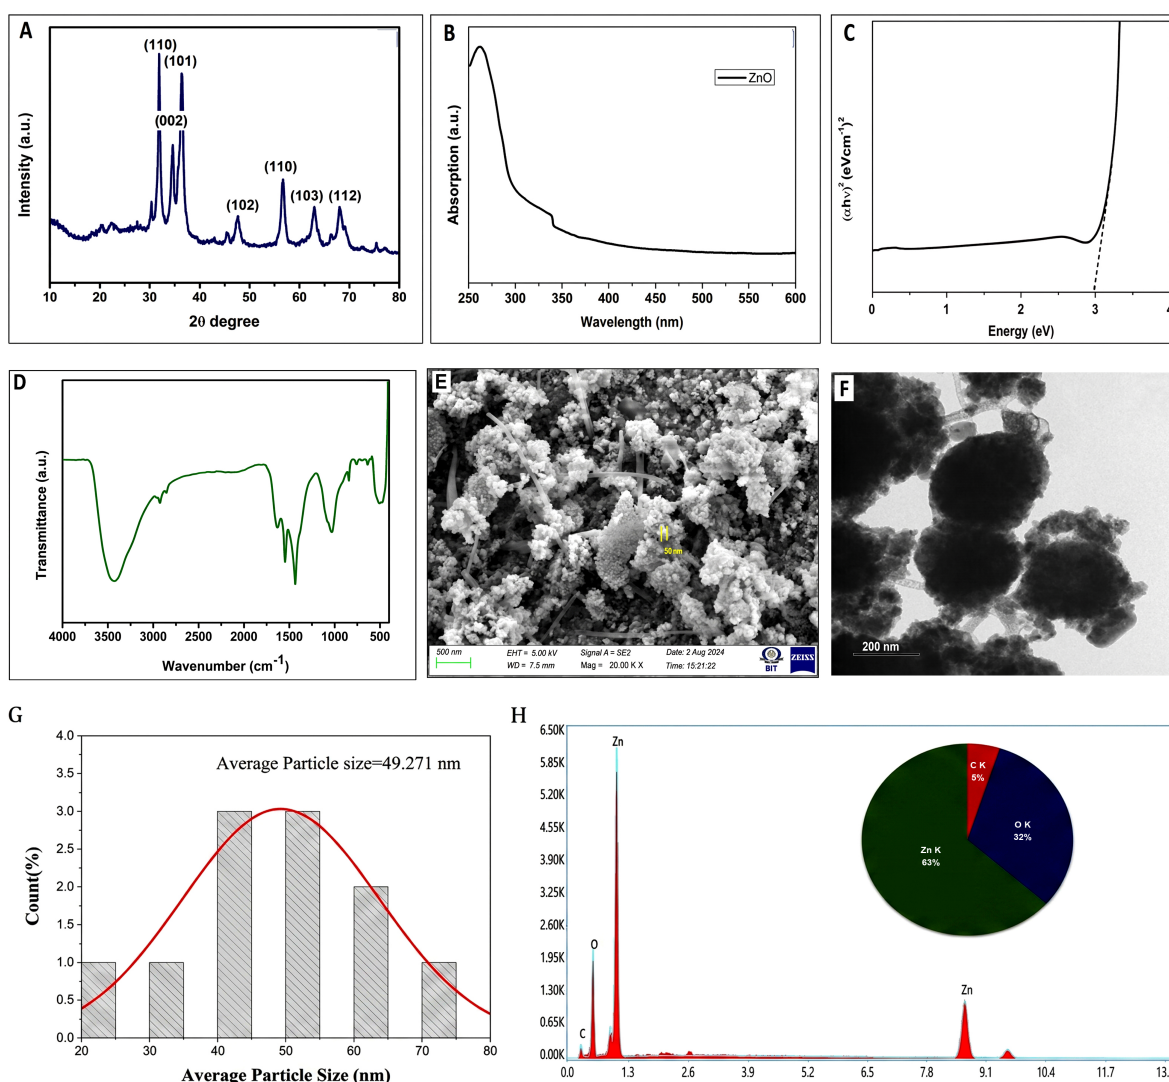 A
(110)
(101)
(002)
(102)
(110)
(103)
(112)
Intensity (a.u.)
10 20 30 40 50 60 70 80
2θ degree
B
ZnO
Absorption (a.u.)
250 300 350 400 450 500 550 600
Wavelength (nm)
C
(αhν)² (eVcm⁻¹)²
0 1 2 3 4
Energy (eV)
D
Transmittance (a.u.)
4000 3500 3000 2500 2000 1500 1000 500
Wavenumber (cm⁻¹)
E
50 nm
500 nm
EHT = 5.00 kV
WD = 7.5 mm
Signal A = SE2
Mag = 20.00 K X
Date: 2 Aug 2024
Time: 15:21:22
BIT
ZEISS
F
200 nm
G
Average Particle size=49.271 nm
Count(%)
4.0
3.5
3.0
2.5
2.0
1.5
1.0
0.5
0.0
20 30 40 50 60 70 80
Average Particle Size (nm)
H
6.50K
5.85K
5.20K
4.55K
3.90K
3.25K
2.60K
1.95K
1.30K
0.65K
0.00K
Zn
O
C
Zn
C K
5%
O K
32%
Zn K
63%
0.0 1.3 2.6 3.9 5.2 6.5 7.8 9.1 10.4 11.7